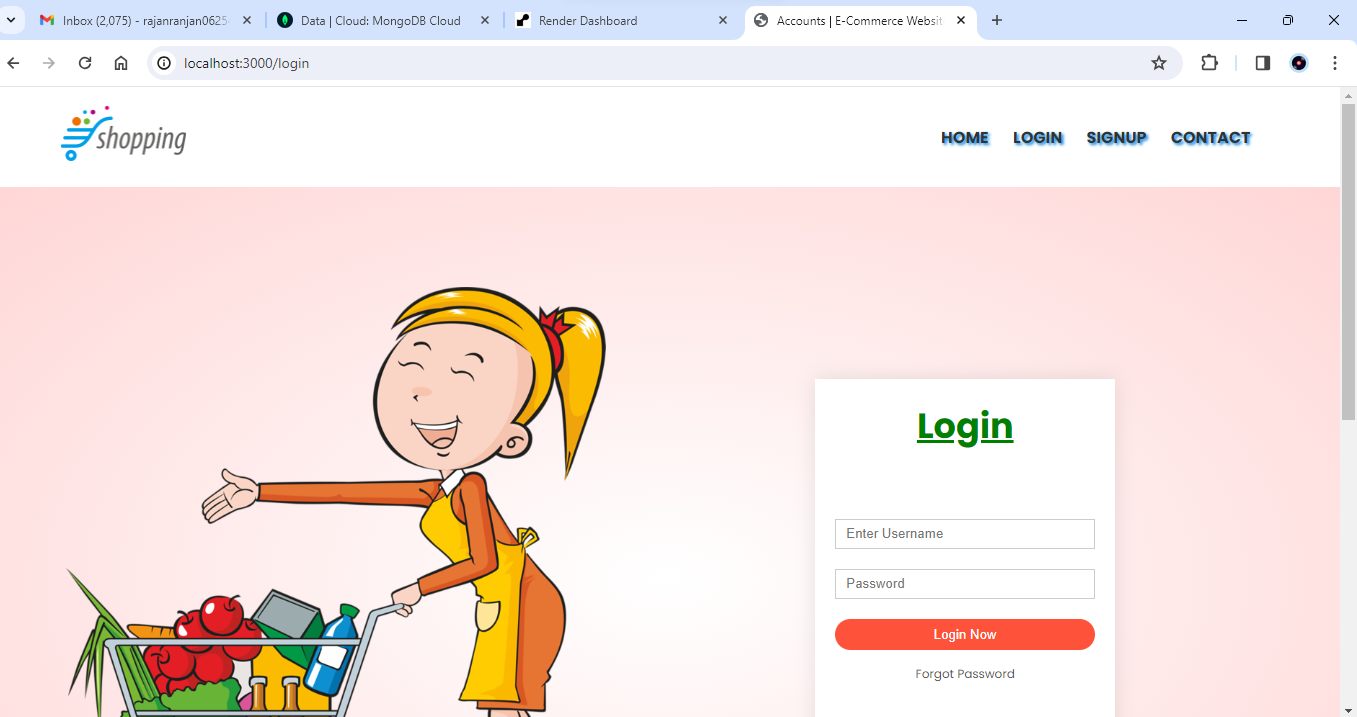 Inbox (2,075) - rajanranjan0625
Data | Cloud: MongoDB Cloud
Render Dashboard
Accounts | E-Commerce Websit
localhost:3000/login
shopping
HOME LOGIN SIGNUP CONTACT
Login
Enter Username
Password
Login Now
Forgot Password